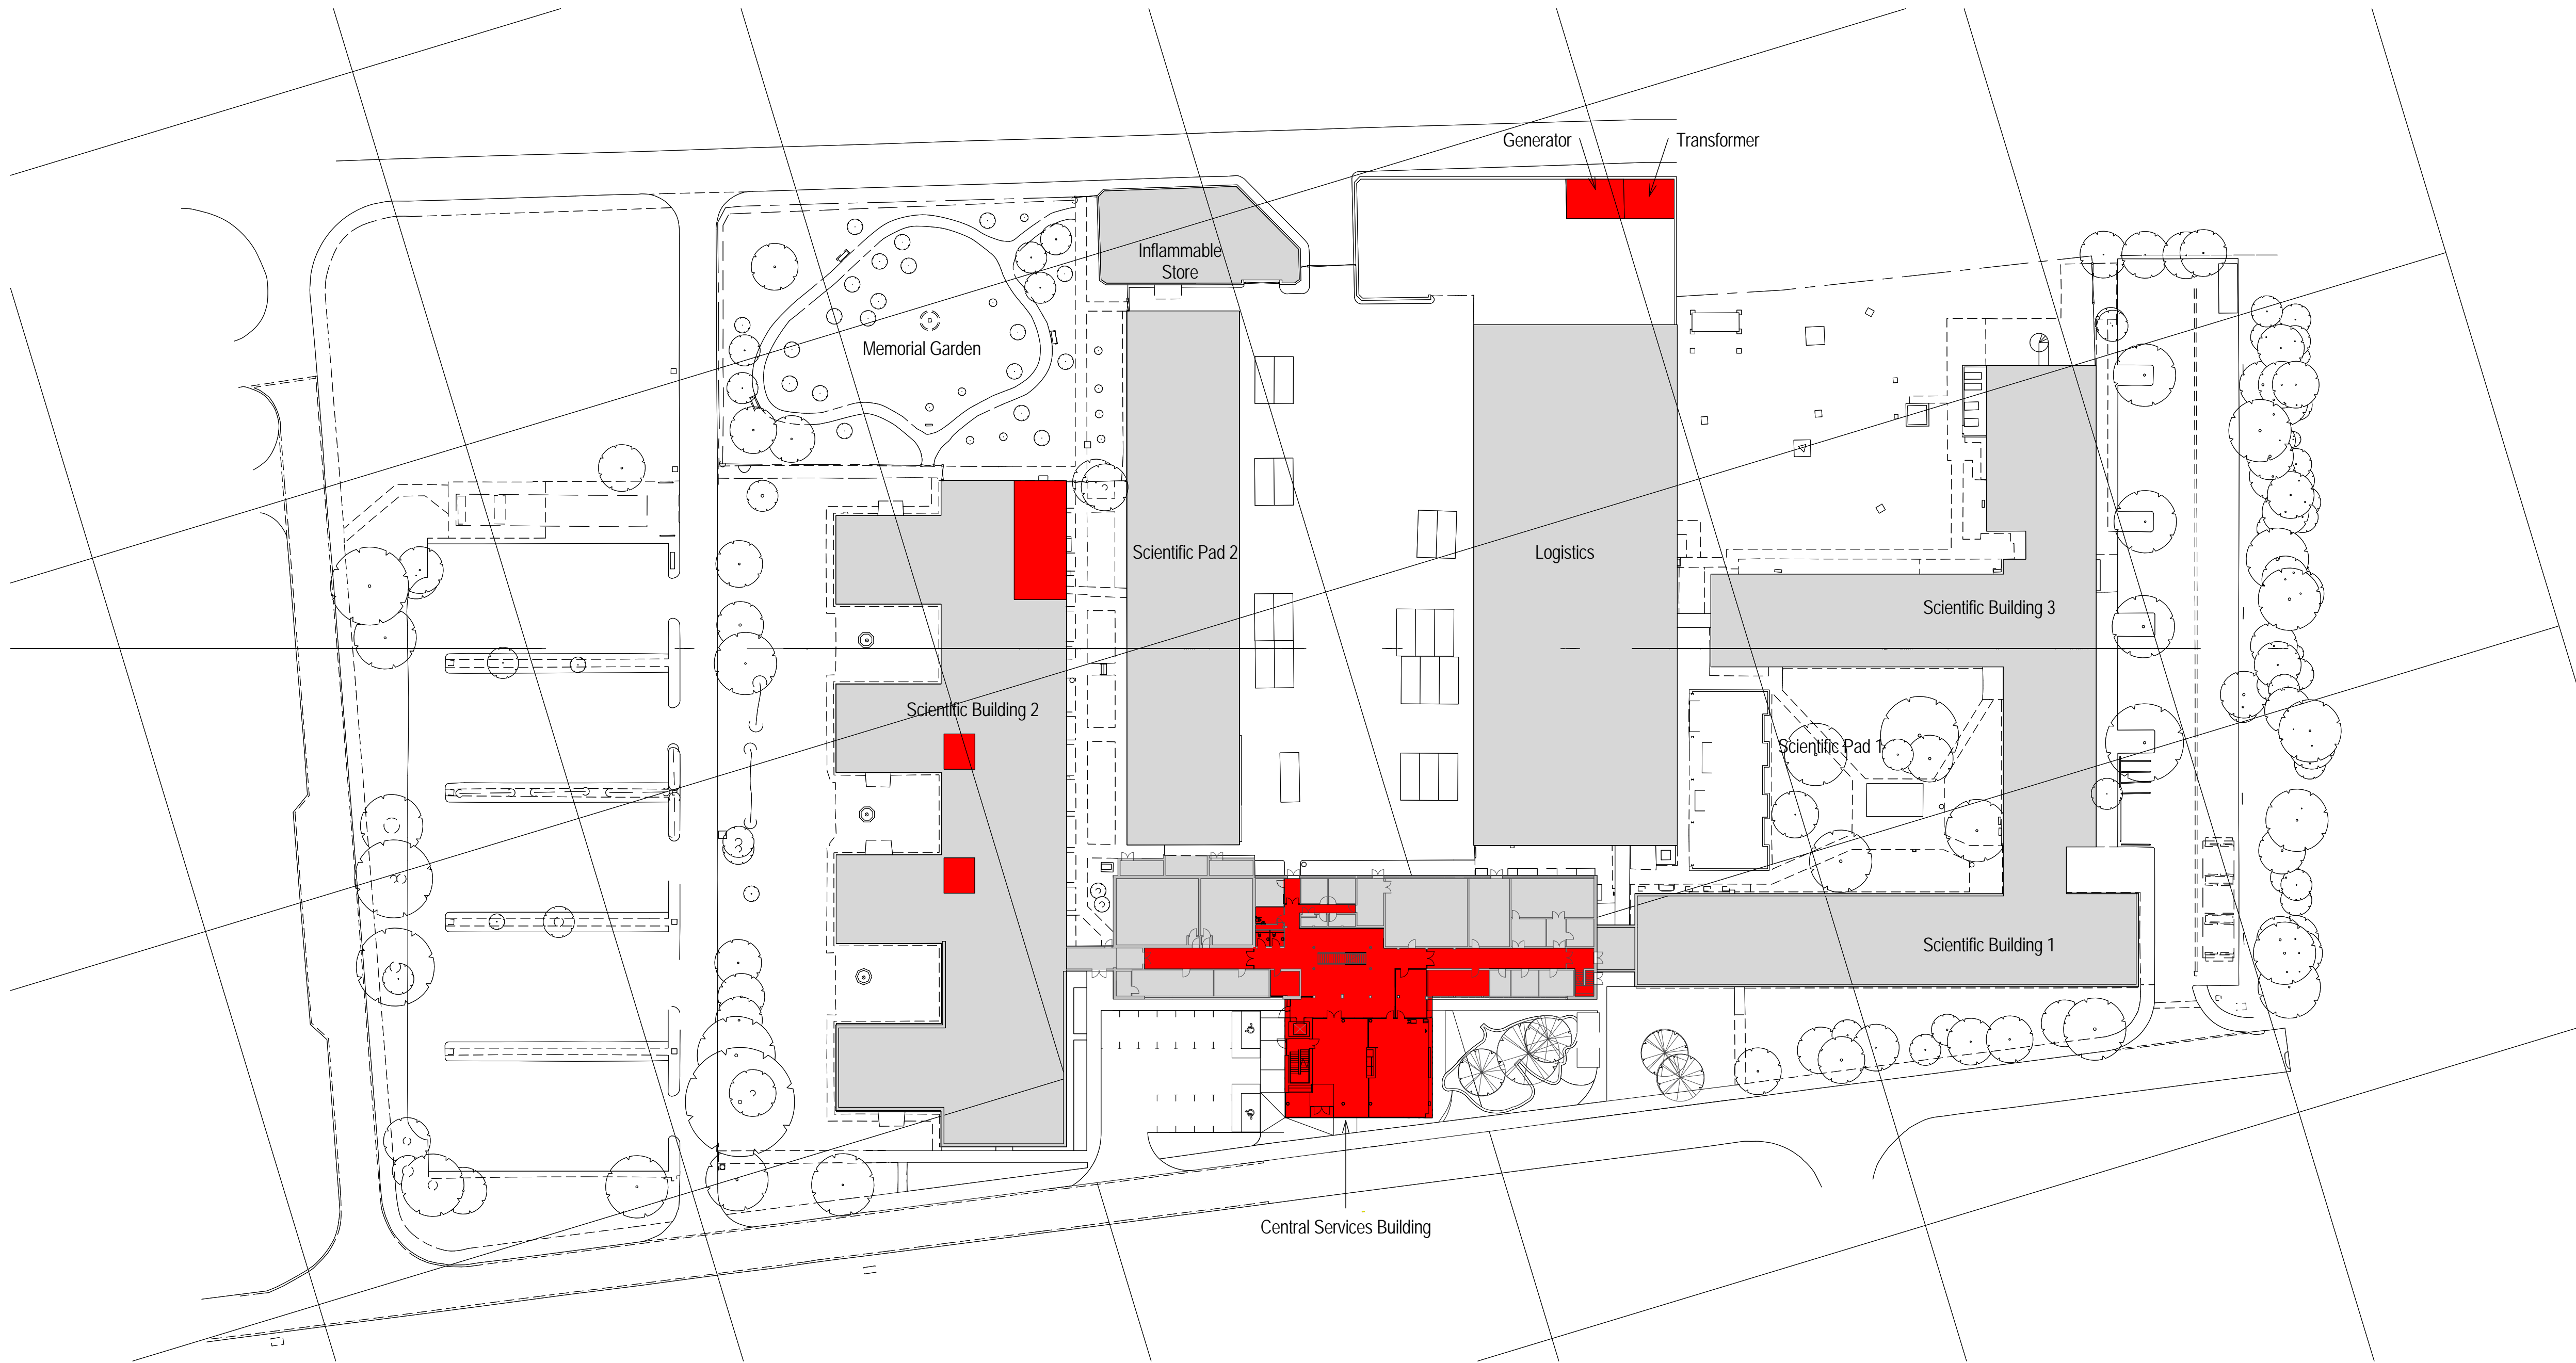 Generator
Transformer
Inflammable
Store
Memorial Garden
Scientific Pad 2
Logistics
Scientific Building 3
Scientific Building 2
Scientific Pad 1
Scientific Building 1
Central Services Building